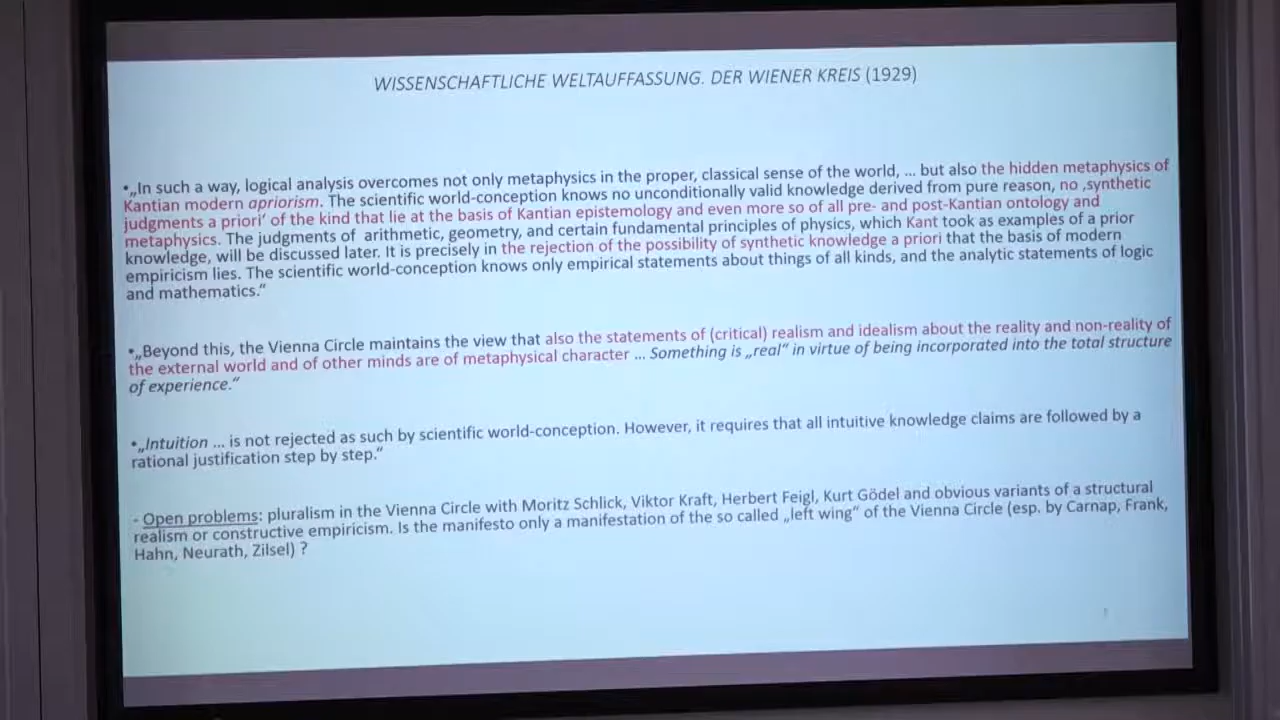 WISSENSCHAFTLICHE WELTAUFFASSUNG. DER WIENER KREIS (1929)
•„In such a way, logical analysis overcomes not only metaphysics in the proper, classical sense of the world, ... but also the hidden metaphysics of
Kantian modern apriorism. The scientific world-conception knows no unconditionally valid knowledge derived from pure reason, no ‚synthetic
judgments a priori‘ of the kind that lie at the basis of Kantian epistemology and even more so of all pre- and post-Kantian ontology and
metaphysics. The judgments of arithmetic, geometry, and certain fundamental principles of physics, which Kant took as examples of a prior
knowledge, will be discussed later. It is precisely in the rejection of the possibility of synthetic knowledge a priori that the basis of modern
empiricism lies. The scientific world-conception knows only empirical statements about things of all kinds, and the analytic statements of logic
and mathematics.“
•„Beyond this, the Vienna Circle maintains the view that also the statements of (critical) realism and idealism about the reality and non-reality of
the external world and of other minds are of metaphysical character ... Something is „real“ in virtue of being incorporated into the total structure
of experience.“
•„Intuition ... is not rejected as such by scientific world-conception. However, it requires that all intuitive knowledge claims are followed by a
rational justification step by step.“
- Open problems: pluralism in the Vienna Circle with Moritz Schlick, Viktor Kraft, Herbert Feigl, Kurt Gödel and obvious variants of a structural
realism or constructive empiricism. Is the manifesto only a manifestation of the so called „left wing“ of the Vienna Circle (esp. by Carnap, Frank,
Hahn, Neurath, Zilsel) ?